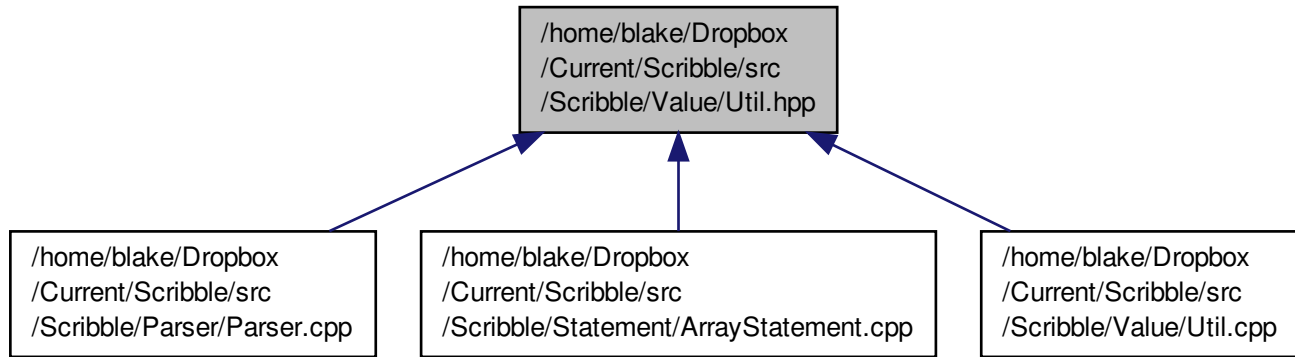 /home/blake/Dropbox
/Current/Scribble/src
/Scribble/Value/Util.hpp
/home/blake/Dropbox
/Current/Scribble/src
/Scribble/Parser/Parser.cpp
/home/blake/Dropbox
/Current/Scribble/src
/Scribble/Statement/ArrayStatement.cpp
/home/blake/Dropbox
/Current/Scribble/src
/Scribble/Value/Util.cpp